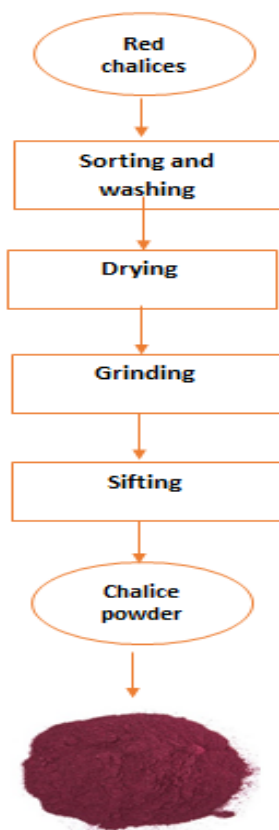 Red
chalices
Sorting and
washing
Drying
Grinding
Sifting
Chalice
powder